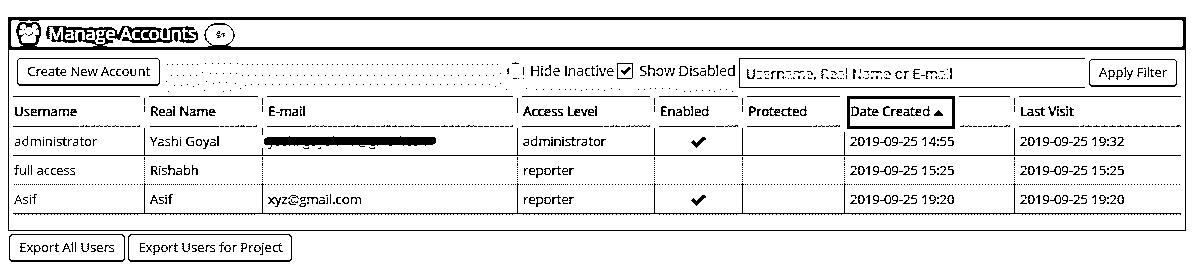 Manage Accounts
Create New Account Hide Inactive Show Disabled Username, Real Name or E-mail Apply Filter
Username Real Name E-mail Access Level Enabled Protected Date Created Last Visit
administrator Yashi Goyal administrator 2019-09-25 14:55 2019-09-25 19:32
full access Rishabh reporter 2019-09-25 15:25 2019-09-25 15:25
Asif Asif xyz@gmail.com reporter 2019-09-25 19:20 2019-09-25 19:20
Export All Users Export Users for Project